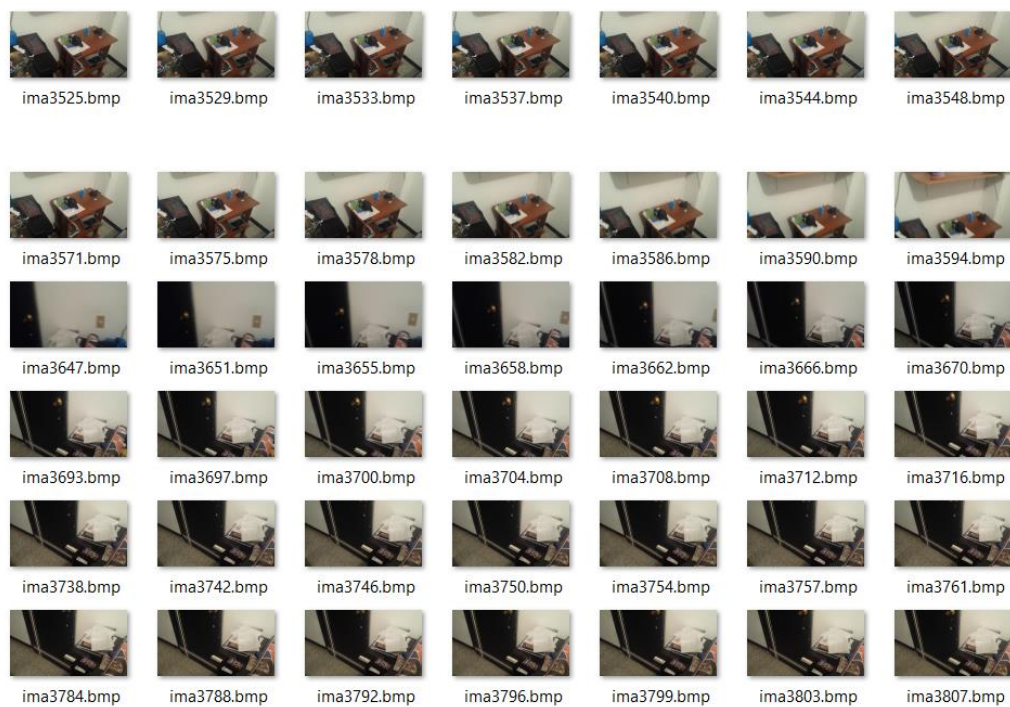 ima3525.bmp ima3529.bmp ima3533.bmp ima3537.bmp ima3540.bmp ima3544.bmp ima3548.bmp
ima3571.bmp ima3575.bmp ima3578.bmp ima3582.bmp ima3586.bmp ima3590.bmp ima3594.bmp
ima3647.bmp ima3651.bmp ima3655.bmp ima3658.bmp ima3662.bmp ima3666.bmp ima3670.bmp
ima3693.bmp ima3697.bmp ima3700.bmp ima3704.bmp ima3708.bmp ima3712.bmp ima3716.bmp
ima3738.bmp ima3742.bmp ima3746.bmp ima3750.bmp ima3754.bmp ima3757.bmp ima3761.bmp
ima3784.bmp ima3788.bmp ima3792.bmp ima3796.bmp ima3799.bmp ima3803.bmp ima3807.bmp